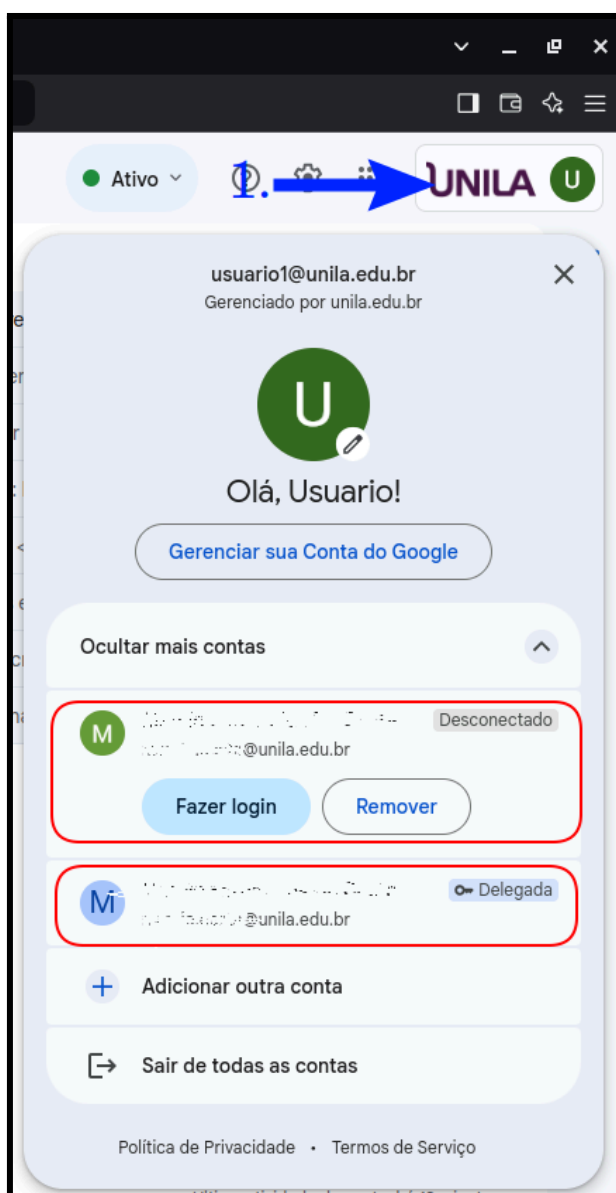 Ativo
1.
UNILA U
usuario1@unila.edu.br
Gerenciado por unila.edu.br
U
Olá, Usuario!
Gerenciar sua Conta do Google
Ocultar mais contas
M Desconectado
@unila.edu.br
Fazer login Remover
M Delegada
@unila.edu.br
Adicionar outra conta
Sair de todas as contas
Política de Privacidade • Termos de Serviço